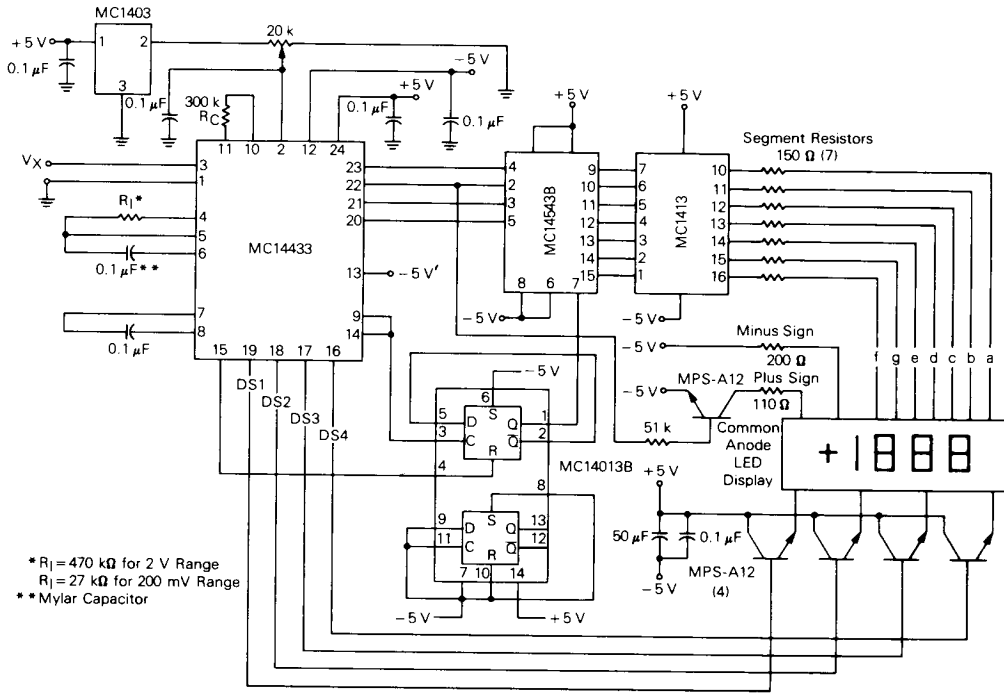 MC1403
+5 V
1
2
3
0.1 µF
20 k
-5 V
+5 V
0.1 µF
0.1 µF
0.1 µF
300 k
RC
11
10
2
12
24
VX
3
1
RI*
4
5
6
0.1 µF**
7
8
0.1 µF
MC14433
23
22
21
20
13
-5 V'
9
14
15
19
18
17
16
DS1
DS2
DS3
DS4
+5 V
4
2
3
5
MC14543B
9
10
11
12
13
14
15
8
6
7
-5 V
+5 V
7
6
5
4
3
2
1
MC1413
10
11
12
13
14
15
16
-5 V
Segment Resistors
150 Ω (7)
f
g
e
d
c
b
a
Minus Sign
-5 V
200 Ω
MPS-A12
Plus Sign
-5 V
110 Ω
51 k
Common
Anode
LED
Display
+1888
-5 V
6
5
D
S
Q
1
3
C
Q
2
R
4
MC14013B
8
9
D
S
Q
13
11
C
Q
12
R
7
10
14
-5 V
+5 V
+5 V
50 µF
0.1 µF
-5 V
MPS-A12
(4)
*RI = 470 kΩ for 2 V Range
RI = 27 kΩ for 200 mV Range
**Mylar Capacitor